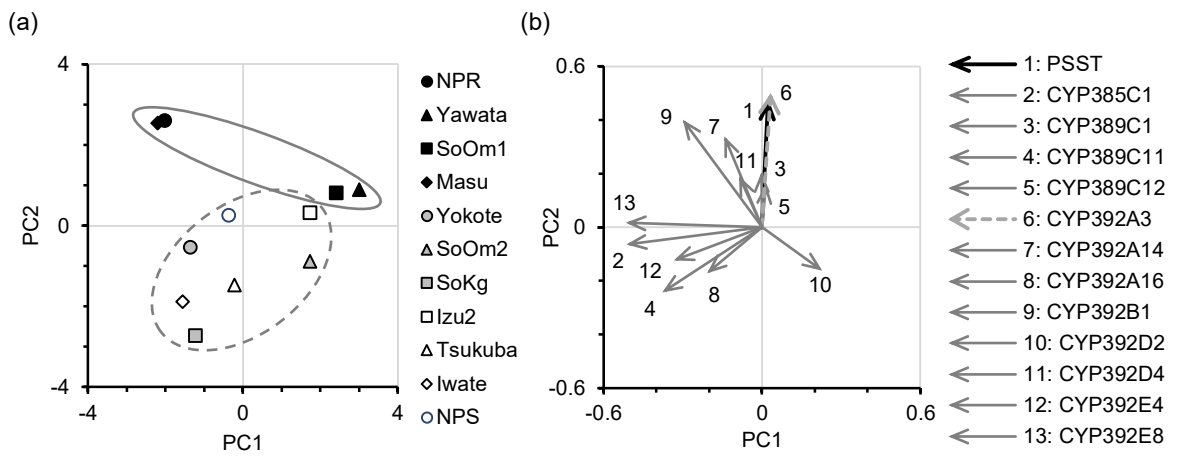 (a)
4
0
-4
-4
0
4
PC2
PC1
NPR
Yawata
SoOm1
Masu
Yokote
SoOm2
SoKg
Izu2
Tsukuba
Iwate
NPS
(b)
0.6
0
-0.6
-0.6
0
0.6
PC2
PC1
9
7
1
6
11
3
5
13
2
12
4
8
10
1: PSST
2: CYP385C1
3: CYP389C1
4: CYP389C11
5: CYP389C12
6: CYP392A3
7: CYP392A14
8: CYP392A16
9: CYP392B1
10: CYP392D2
11: CYP392D4
12: CYP392E4
13: CYP392E8